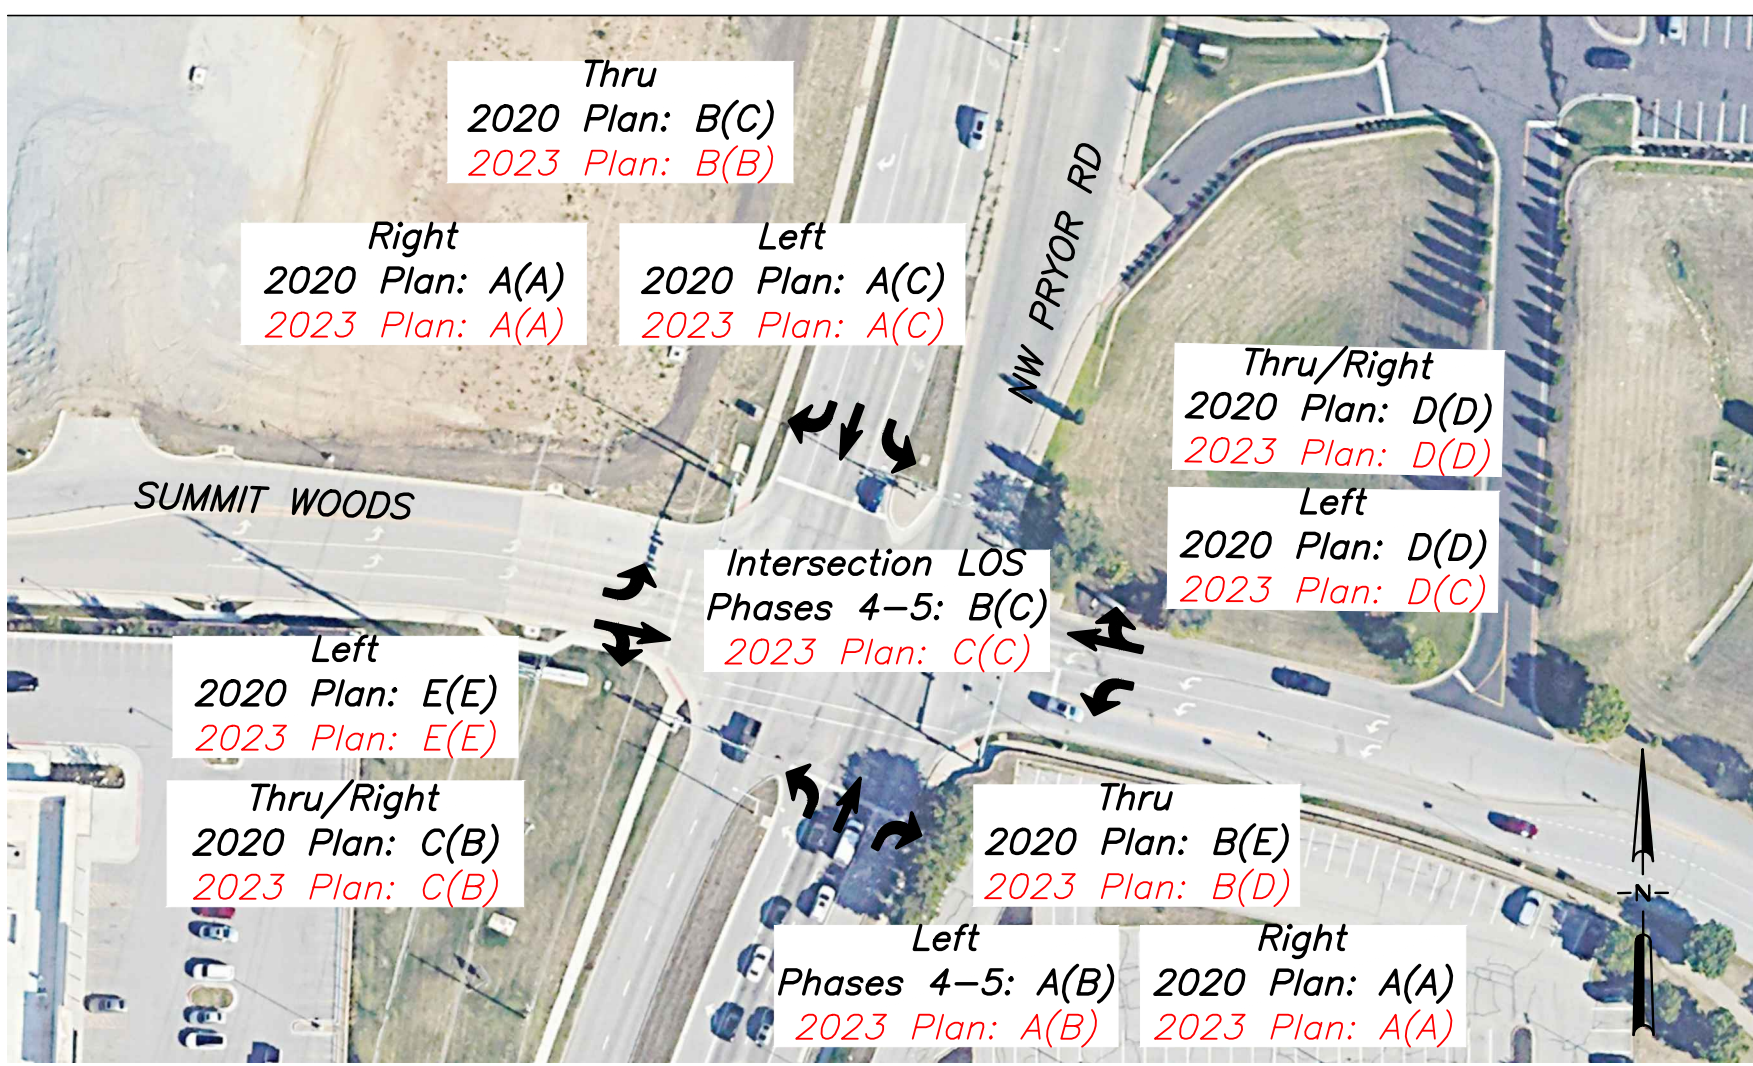 Thru
2020 Plan: B(C)
2023 Plan: B(B)
Right
2020 Plan: A(A)
2023 Plan: A(A)
Left
2020 Plan: A(C)
2023 Plan: A(C)
NW PRYOR RD
Thru/Right
2020 Plan: D(D)
2023 Plan: D(D)
SUMMIT WOODS
Left
2020 Plan: D(D)
2023 Plan: D(C)
Intersection LOS
Phases 4-5: B(C)
2023 Plan: C(C)
Left
2020 Plan: E(E)
2023 Plan: E(E)
Thru/Right
2020 Plan: C(B)
2023 Plan: C(B)
Thru
2020 Plan: B(E)
2023 Plan: B(D)
N
Left
Phases 4-5: A(B)
2023 Plan: A(B)
Right
2020 Plan: A(A)
2023 Plan: A(A)